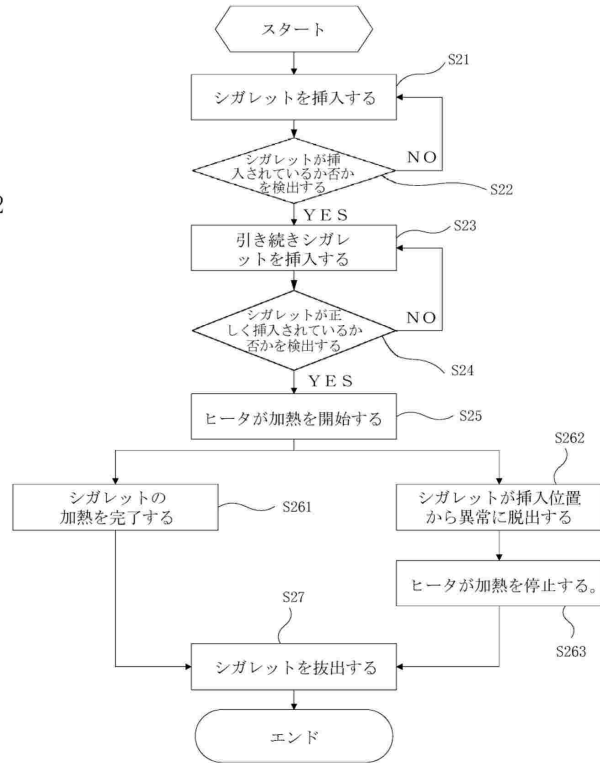 スタート
S21
シガレットを挿入する
NO
シガレットが挿
入されているか否か
を検出する
S22
2
YES
S23
引き続きシガレ
ットを挿入する
NO
シガレットが正
しく挿入されているか
否かを検出する
S24
YES
ヒータが加熱を開始する
S25
S262
シガレットの
加熱を完了する
S261
シガレットが挿入位置
から異常に脱出する
ヒータが加熱を停止する。
S27
S263
シガレットを抜出する
エンド